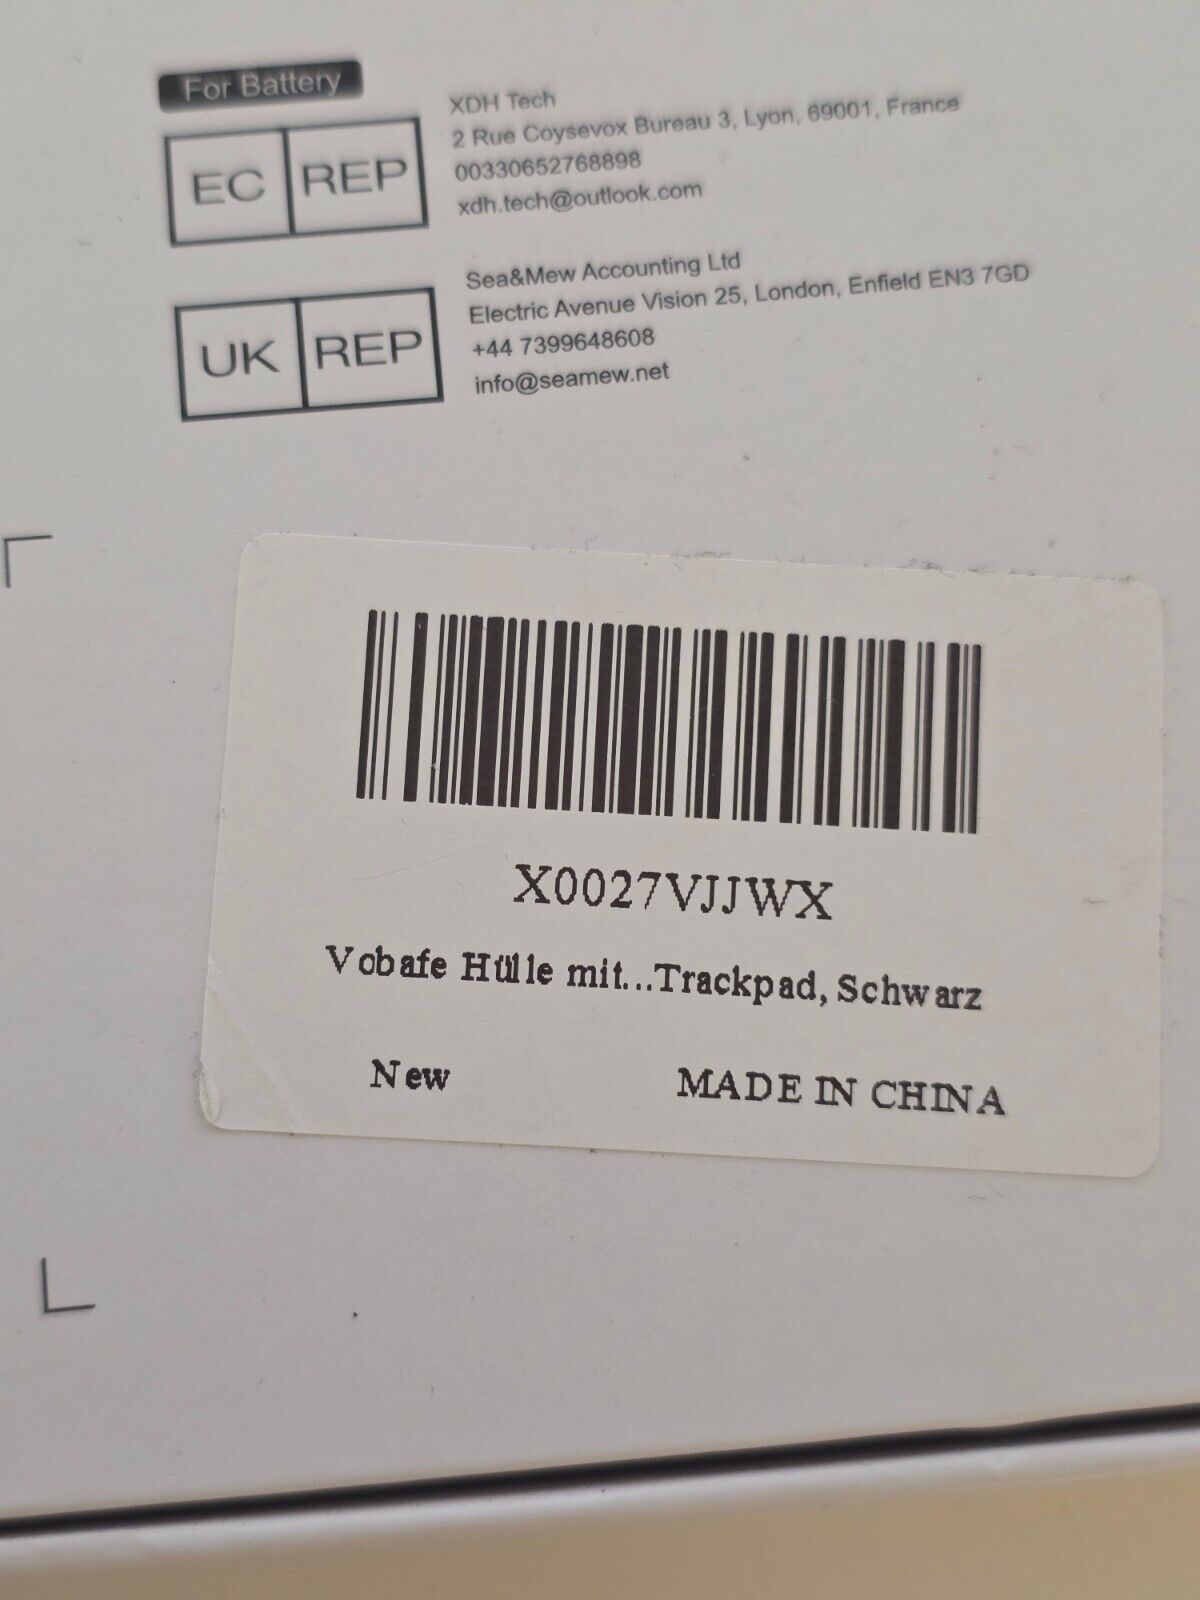 For Battery
EC REP
XDH Tech
2 Rue Coysevox Bureau 3, Lyon, 69001, France
00330652768898
xdh.tech@outlook.com
UK REP
Sea&Mew Accounting Ltd
Electric Avenue Vision 25, London, Enfield EN3 7GD
+44 7399648608
info@seamew.net
X0027VJJWX
Vobafe Hülle mit...Trackpad, Schwarz
New MADE IN CHINA